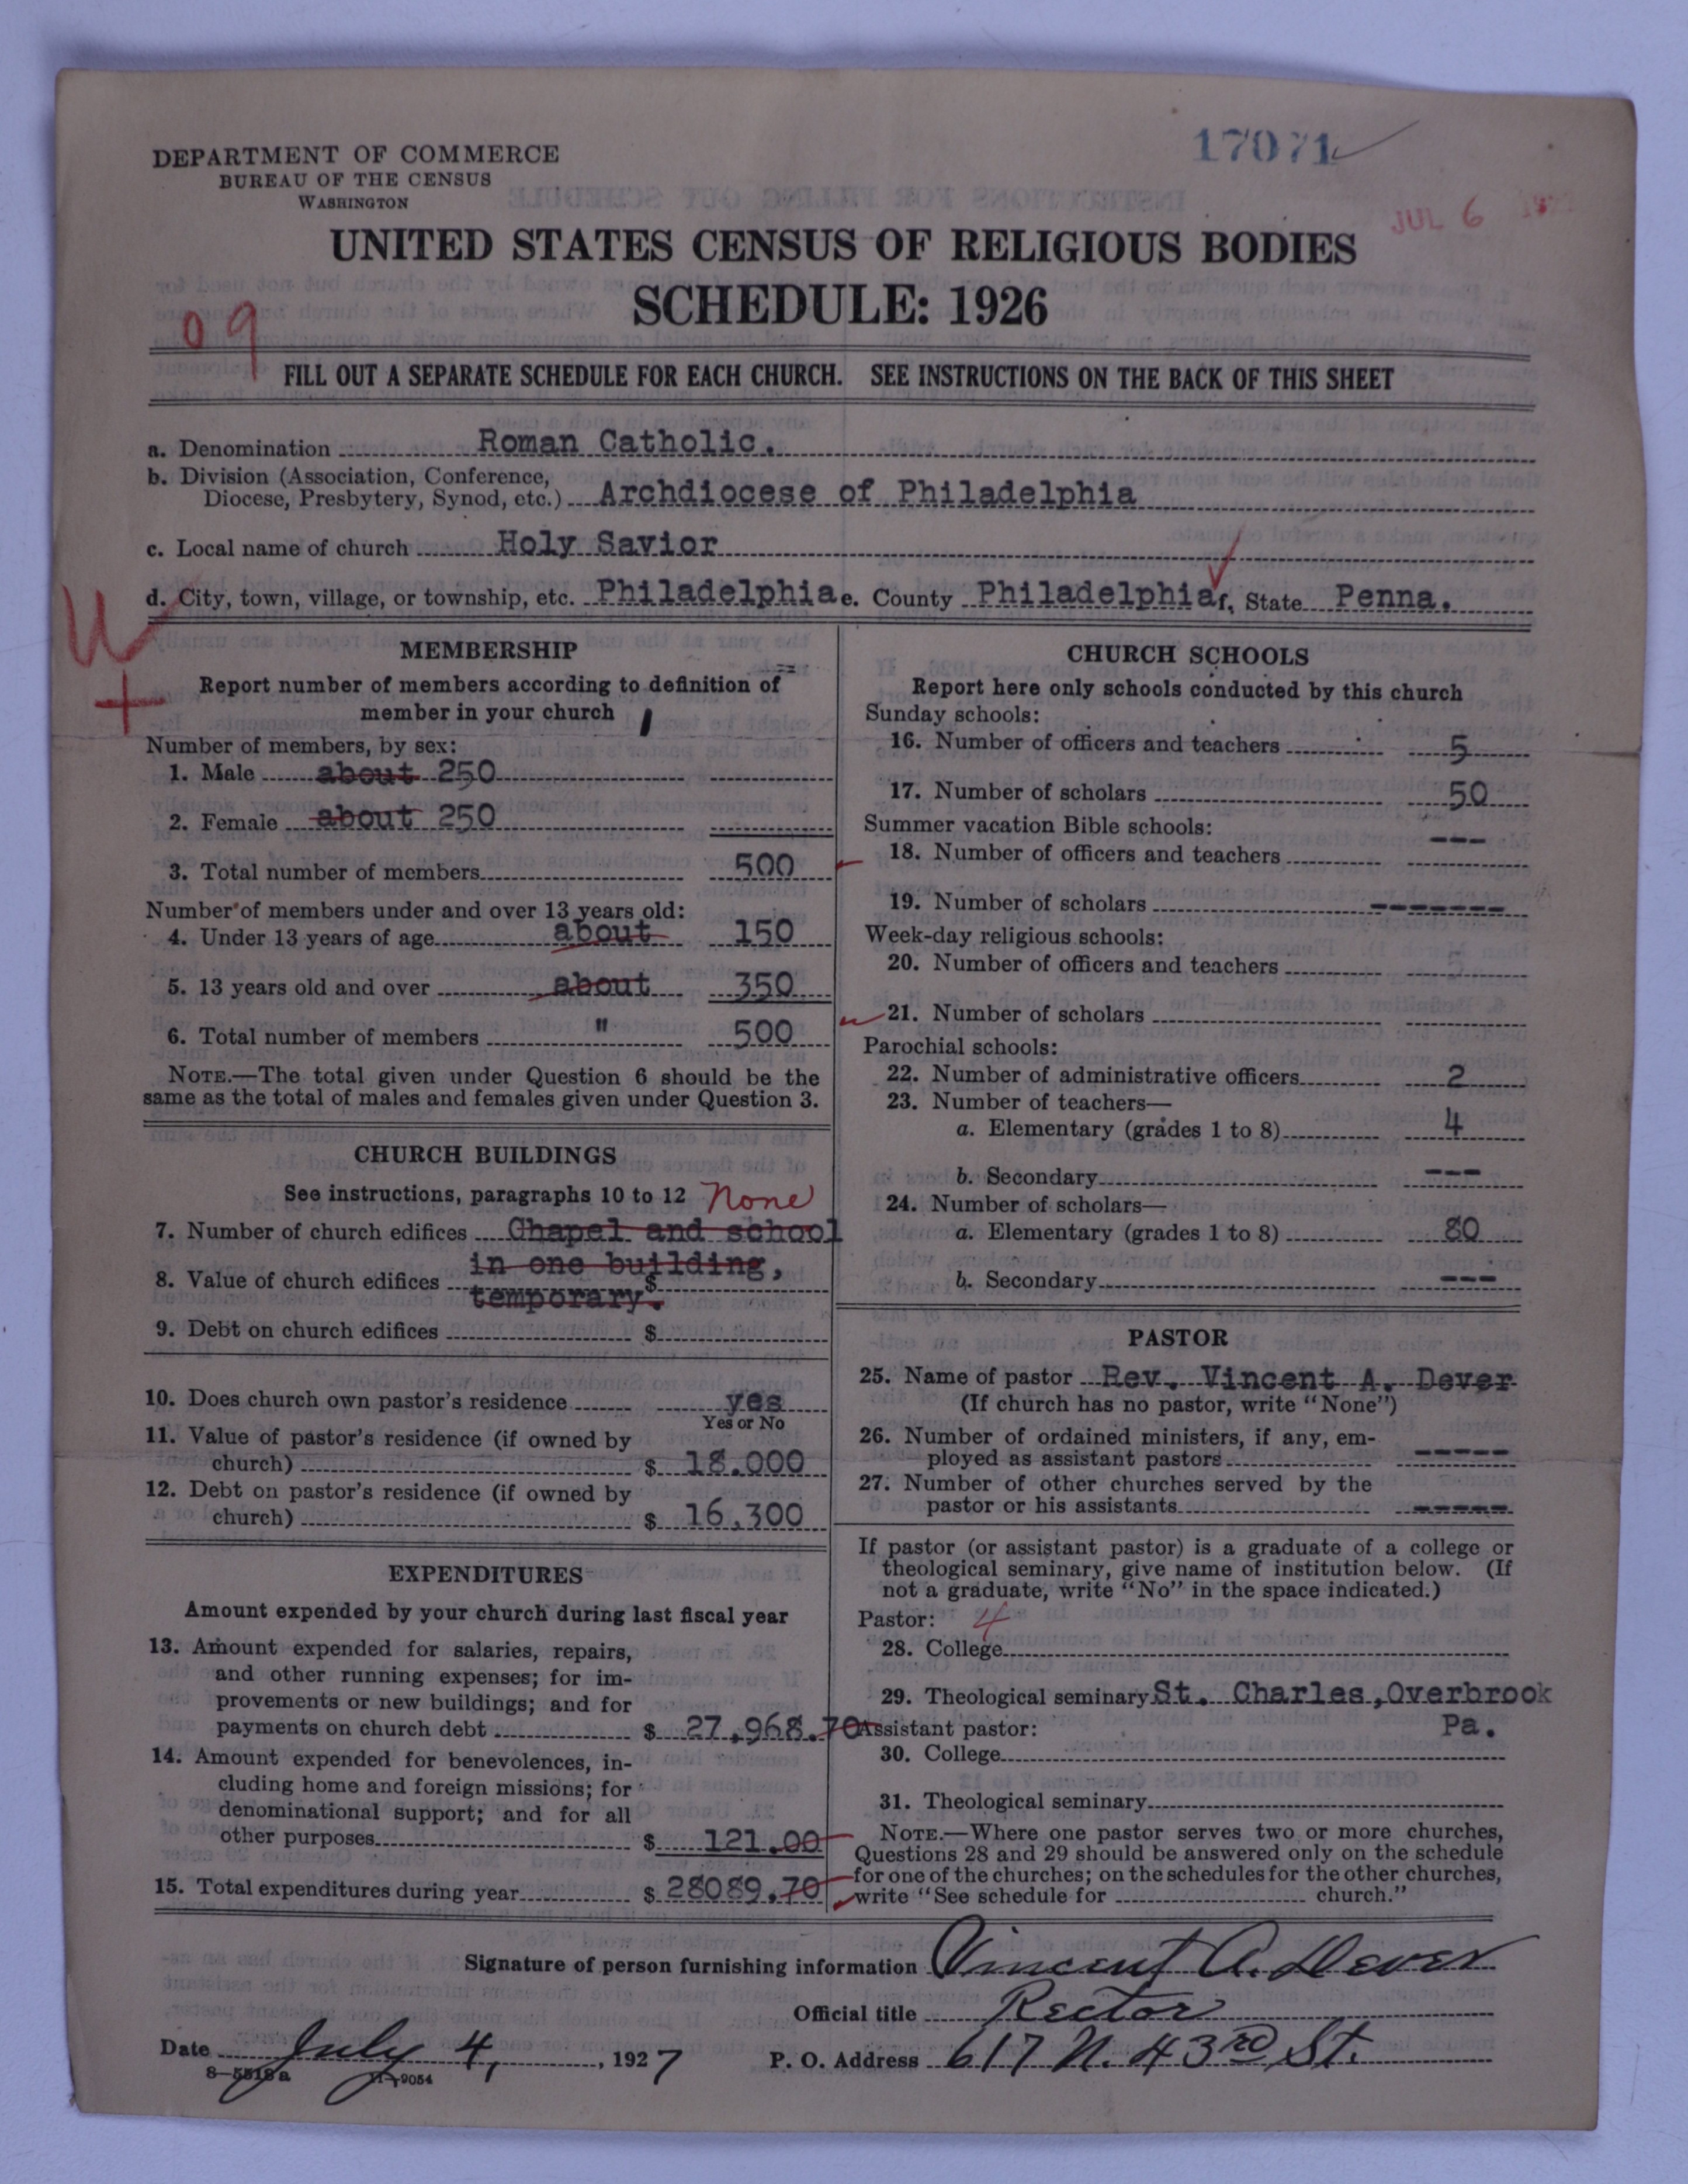 17071
DEPARTMENT OF COMMERCE
BUREAU OF THE CENSUS
WASHINGTON
JUL 6
UNITED STATES CENSUS OF RELIGIOUS BODIES
SCHEDULE: 1926
09
FILL OUT A SEPARATE SCHEDULE FOR EACH CHURCH. SEE INSTRUCTIONS ON THE BACK OF THIS SHEET
a. Denomination Roman Catholic.
b. Division (Association, Conference,
Diocese, Presbytery, Synod, etc.) Archdiocese of Philadelphia
c. Local name of church Holy Savior
d. City, town, village, or township, etc. Philadelphia e. County Philadelphia f. State Penna.
MEMBERSHIP
Report number of members according to definition of
member in your church
Number of members, by sex:
1. Male about 250
2. Female about 250
3. Total number of members 500
Number of members under and over 13 years old:
4. Under 13 years of age about 150
5. 13 years old and over about 350
6. Total number of members " 500
NOTE.—The total given under Question 6 should be the
same as the total of males and females given under Question 3.
CHURCH BUILDINGS
See instructions, paragraphs 10 to 12 None
7. Number of church edifices Chapel and school
in one building,
8. Value of church edifices $
temporary.
9. Debt on church edifices $
10. Does church own pastor's residence yes
Yes or No
11. Value of pastor's residence (if owned by
church) $ 18.000
12. Debt on pastor's residence (if owned by
church) $ 16,300
EXPENDITURES
Amount expended by your church during last fiscal year
13. Amount expended for salaries, repairs,
and other running expenses; for im-
provements or new buildings; and for
payments on church debt $ 27,968.70
14. Amount expended for benevolences, in-
cluding home and foreign missions; for
denominational support; and for all
other purposes $ 121.00
15. Total expenditures during year $ 28089.70
CHURCH SCHOOLS
Report here only schools conducted by this church
Sunday schools:
16. Number of officers and teachers 5
17. Number of scholars 50
Summer vacation Bible schools:
18. Number of officers and teachers ---
19. Number of scholars -------
Week-day religious schools:
20. Number of officers and teachers
21. Number of scholars
Parochial schools:
22. Number of administrative officers 2
23. Number of teachers—
a. Elementary (grades 1 to 8) 4
b. Secondary ---
24. Number of scholars—
a. Elementary (grades 1 to 8) 80
b. Secondary ---
PASTOR
25. Name of pastor Rev. Vincent A. Dever
(If church has no pastor, write "None")
26. Number of ordained ministers, if any, em-
ployed as assistant pastors -----
27. Number of other churches served by the
pastor or his assistants -----
If pastor (or assistant pastor) is a graduate of a college or
theological seminary, give name of institution below. (If
not a graduate, write "No" in the space indicated.)
Pastor: 4
28. College
29. Theological seminary St. Charles, Overbrook
Pa.
Assistant pastor:
30. College
31. Theological seminary
NOTE.—Where one pastor serves two or more churches,
Questions 28 and 29 should be answered only on the schedule
for one of the churches; on the schedules for the other churches,
write "See schedule for church."
Signature of person furnishing information Vincent A. Dever
Official title Rector
Date July 4, 1927 P. O. Address 617 N. 43rd St.
8—5518a 11—9054